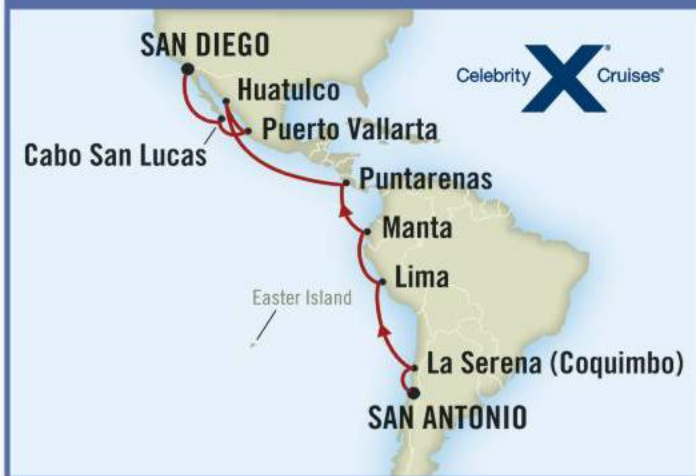 SAN DIEGO
Celebrity X Cruises®
Huatulco
Puerto Vallarta
Cabo San Lucas
Puntarenas
Manta
Lima
Easter Island
La Serena (Coquimbo)
SAN ANTONIO